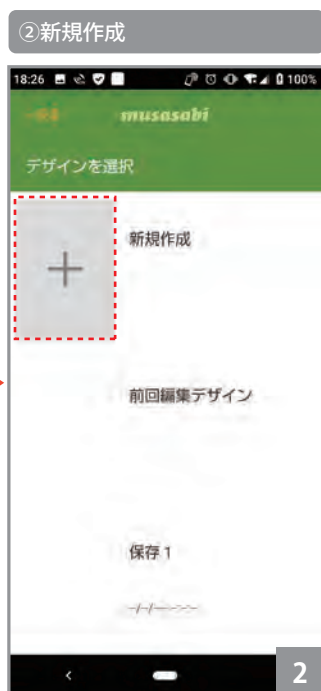 ②新規作成
18:26 100%
musasabi
デザインを選択
新規作成
前回編集デザイン
保存 1
2